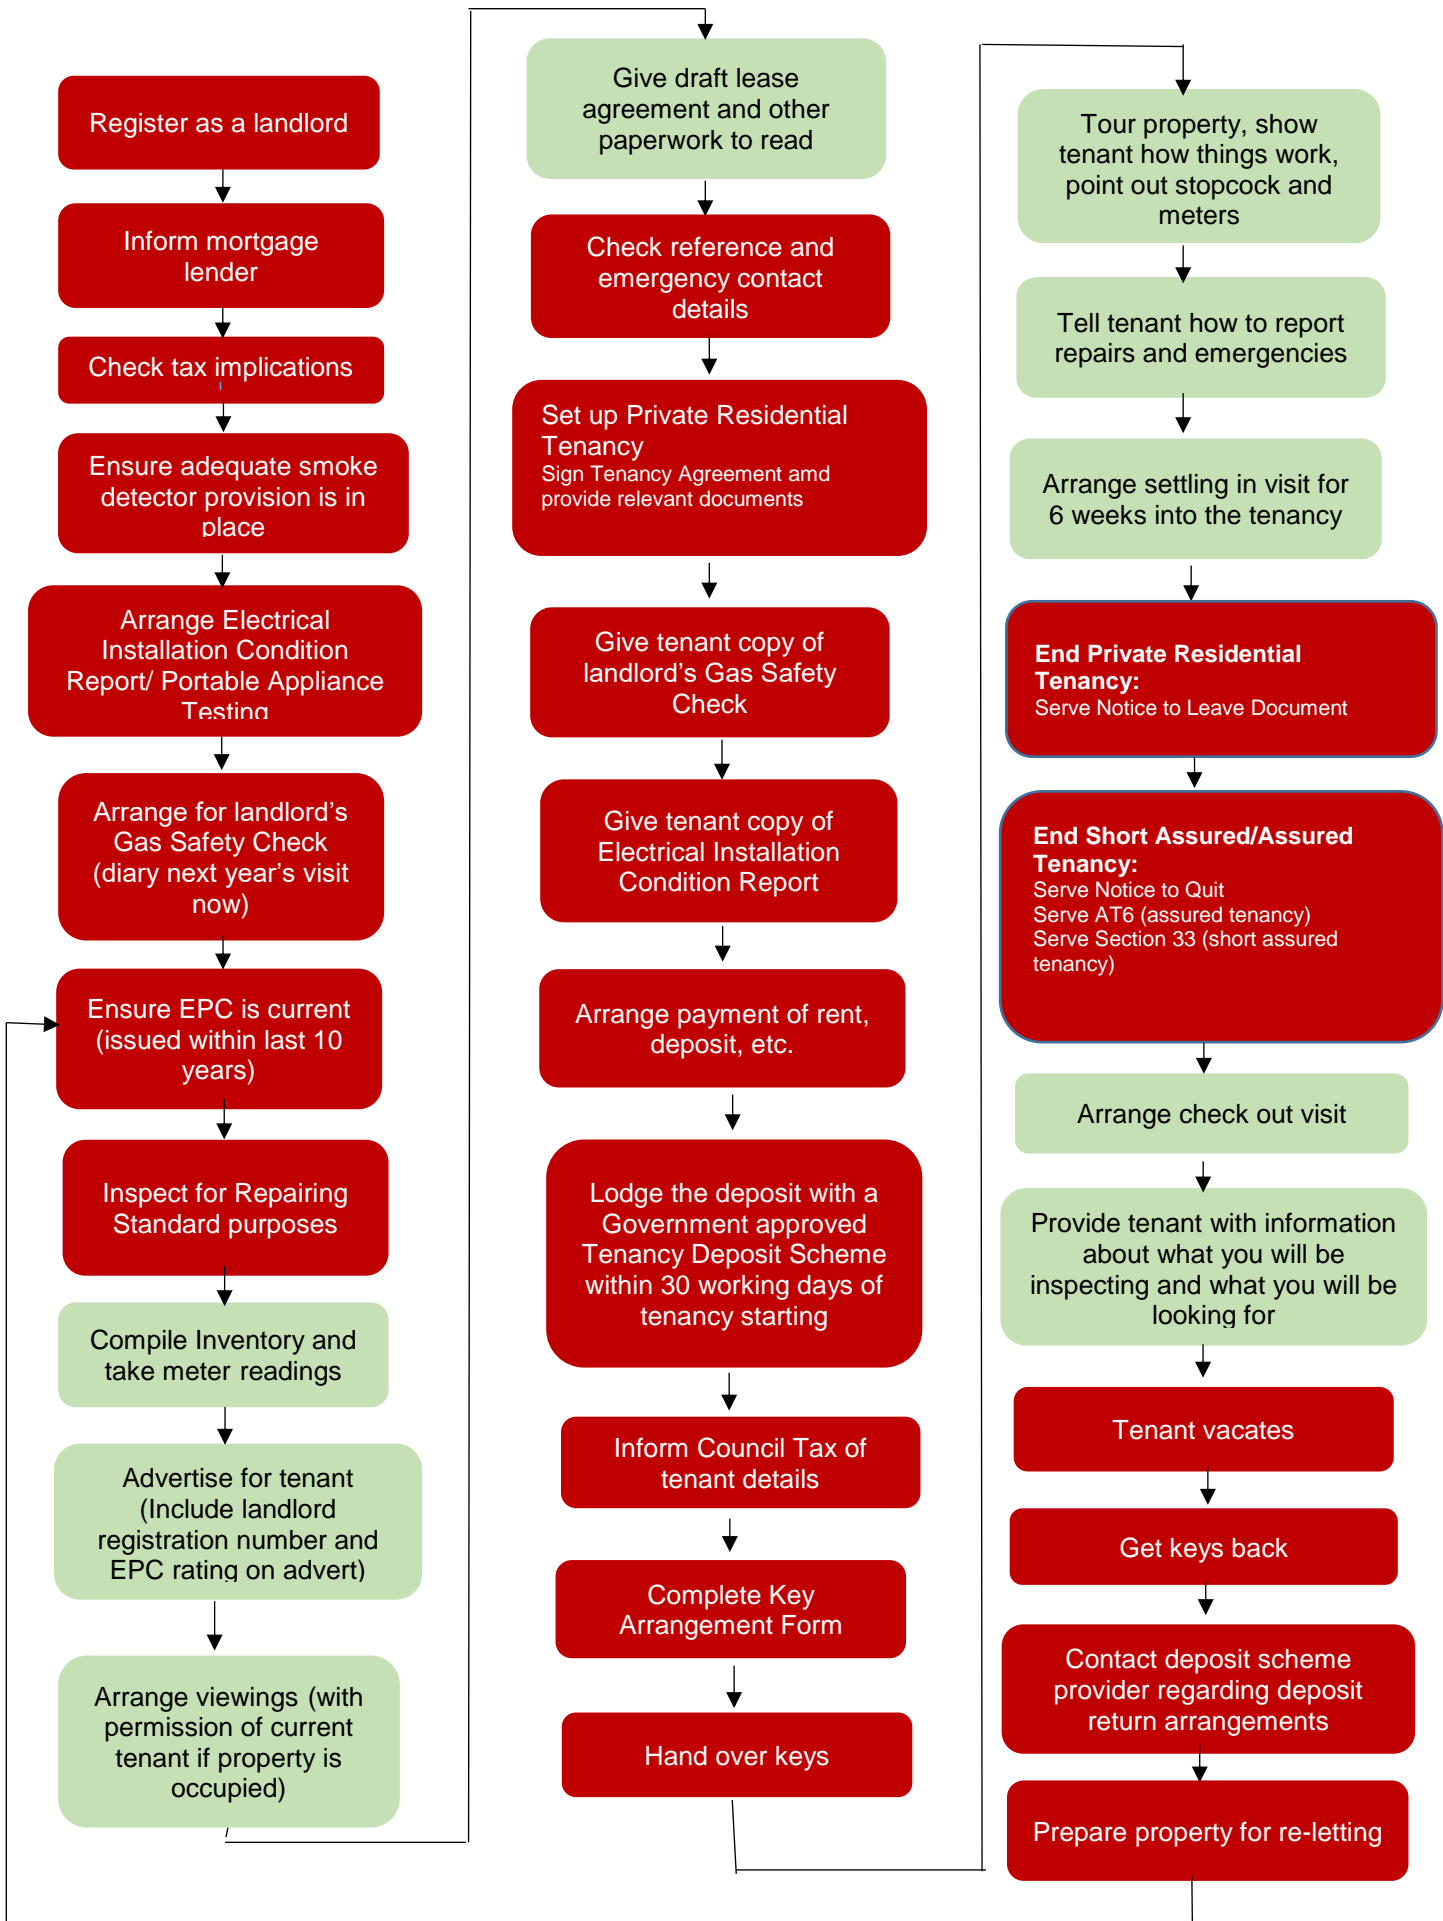 Register as a landlord
Inform mortgage
lender
Check tax implications
Ensure adequate smoke
detector provision is in
place
Arrange Electrical
Installation Condition
Report/ Portable Appliance
Testing
Arrange for landlord’s
Gas Safety Check
(diary next year’s visit
now)
Ensure EPC is current
(issued within last 10
years)
Inspect for Repairing
Standard purposes
Compile Inventory and
take meter readings
Advertise for tenant
(Include landlord
registration number and
EPC rating on advert)
Arrange viewings (with
permission of current
tenant if property is
occupied)
Give draft lease
agreement and other
paperwork to read
Check reference and
emergency contact
details
Set up Private Residential
Tenancy
Sign Tenancy Agreement amd
provide relevant documents
Give tenant copy of
landlord’s Gas Safety
Check
Give tenant copy of
Electrical Installation
Condition Report
Arrange payment of rent,
deposit, etc.
Lodge the deposit with a
Government approved
Tenancy Deposit Scheme
within 30 working days of
tenancy starting
Inform Council Tax of
tenant details
Complete Key
Arrangement Form
Hand over keys
Tour property, show
tenant how things work,
point out stopcock and
meters
Tell tenant how to report
repairs and emergencies
Arrange settling in visit for
6 weeks into the tenancy
End Private Residential
Tenancy:
Serve Notice to Leave Document
End Short Assured/Assured
Tenancy:
Serve Notice to Quit
Serve AT6 (assured tenancy)
Serve Section 33 (short assured
tenancy)
Arrange check out visit
Provide tenant with information
about what you will be
inspecting and what you will be
looking for
Tenant vacates
Get keys back
Contact deposit scheme
provider regarding deposit
return arrangements
Prepare property for re-letting